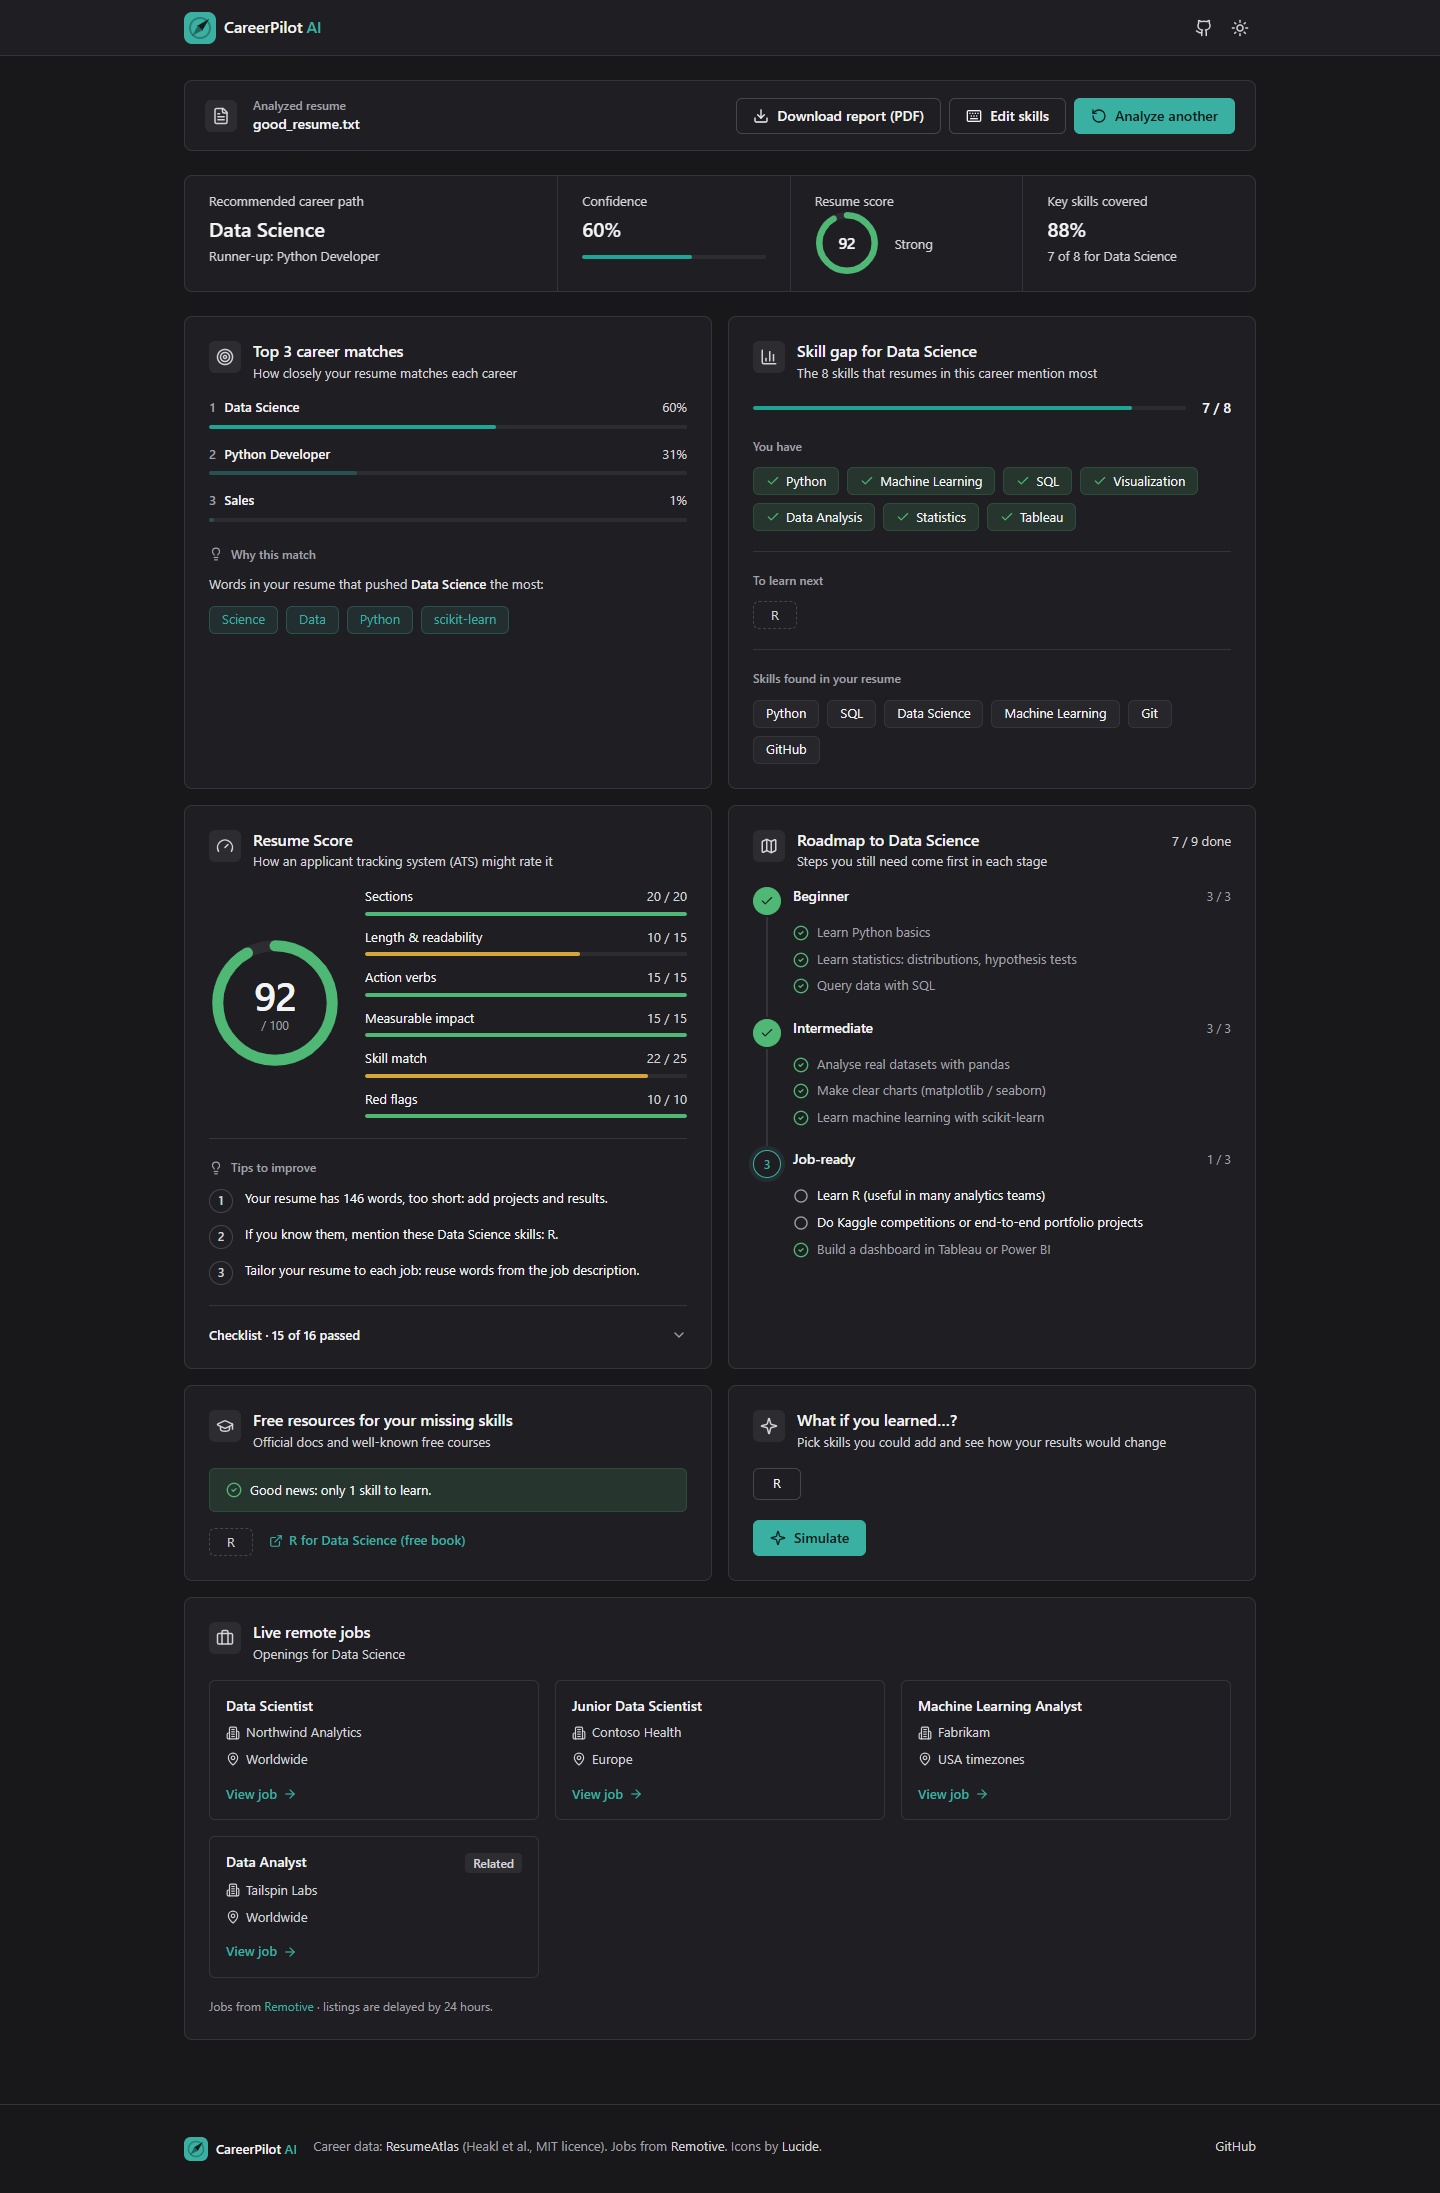 CareerPilot AI
Analyzed resume
good_resume.txt
Download report (PDF)
Edit skills
Analyze another
Recommended career path
Data Science
Runner-up: Python Developer
Confidence
60%
Resume score
92
Strong
Key skills covered
88%
7 of 8 for Data Science
Top 3 career matches
How closely your resume matches each career
1 Data Science 60%
2 Python Developer 31%
3 Sales 1%
Why this match
Words in your resume that pushed Data Science the most:
Science Data Python scikit-learn
Skill gap for Data Science
The 8 skills that resumes in this career mention most
7 / 8
You have
Python Machine Learning SQL Visualization
Data Analysis Statistics Tableau
To learn next
R
Skills found in your resume
Python SQL Data Science Machine Learning Git
GitHub
Resume Score
How an applicant tracking system (ATS) might rate it
92
/ 100
Sections 20 / 20
Length & readability 10 / 15
Action verbs 15 / 15
Measurable impact 15 / 15
Skill match 22 / 25
Red flags 10 / 10
Tips to improve
1 Your resume has 146 words, too short: add projects and results.
2 If you know them, mention these Data Science skills: R.
3 Tailor your resume to each job: reuse words from the job description.
Checklist · 15 of 16 passed
Roadmap to Data Science 7 / 9 done
Steps you still need come first in each stage
Beginner 3 / 3
Learn Python basics
Learn statistics: distributions, hypothesis tests
Query data with SQL
Intermediate 3 / 3
Analyse real datasets with pandas
Make clear charts (matplotlib / seaborn)
Learn machine learning with scikit-learn
3 Job-ready 1 / 3
Learn R (useful in many analytics teams)
Do Kaggle competitions or end-to-end portfolio projects
Build a dashboard in Tableau or Power BI
Free resources for your missing skills
Official docs and well-known free courses
Good news: only 1 skill to learn.
R R for Data Science (free book)
What if you learned...?
Pick skills you could add and see how your results would change
R
Simulate
Live remote jobs
Openings for Data Science
Data Scientist
Northwind Analytics
Worldwide
View job
Junior Data Scientist
Contoso Health
Europe
View job
Machine Learning Analyst
Fabrikam
USA timezones
View job
Data Analyst Related
Tailspin Labs
Worldwide
View job
Jobs from Remotive · listings are delayed by 24 hours.
CareerPilot AI Career data: ResumeAtlas (Heakl et al., MIT licence). Jobs from Remotive. Icons by Lucide. GitHub